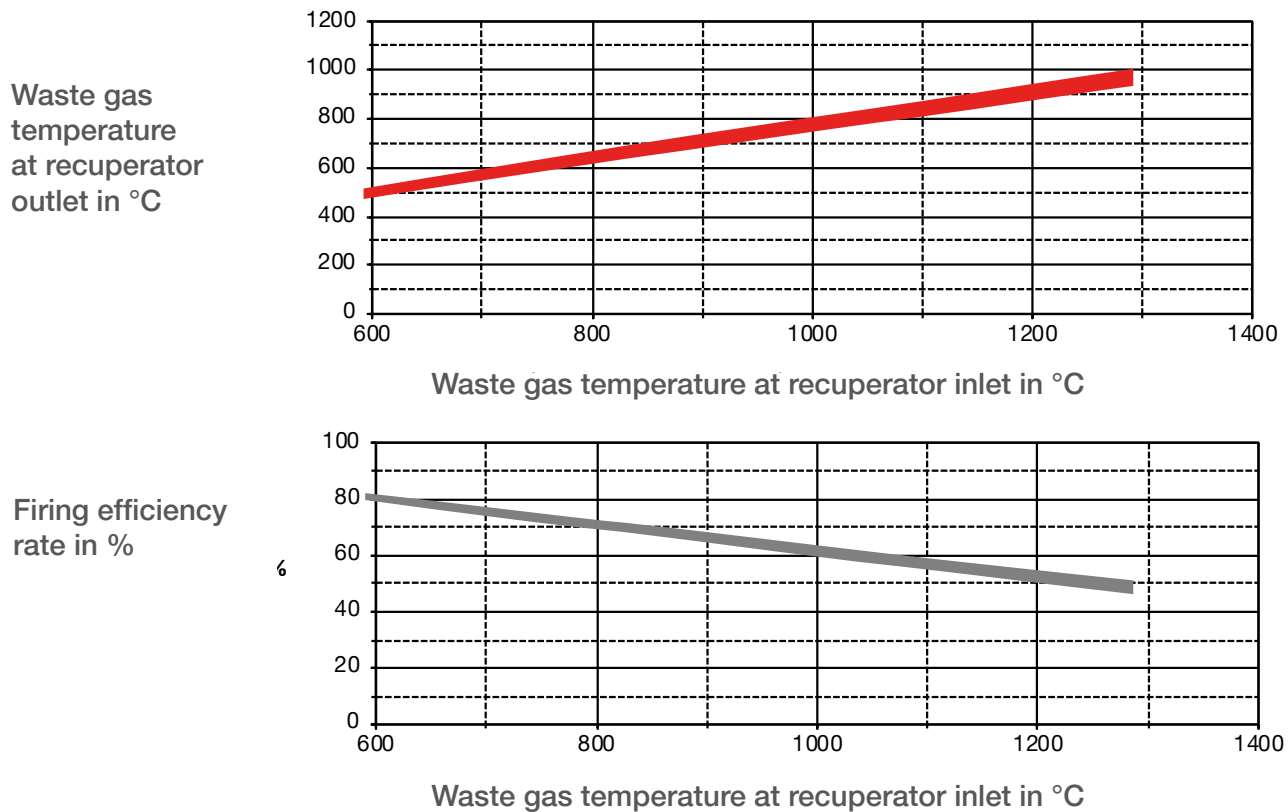 1200
1000
800
600
400
200
0
Waste gas
temperature
at recuperator
outlet in °C
600 800 1000 1200 1400
Waste gas temperature at recuperator inlet in °C
100
80
60
40
20
0
Firing efficiency
rate in %
%
600 800 1000 1200 1400
Waste gas temperature at recuperator inlet in °C